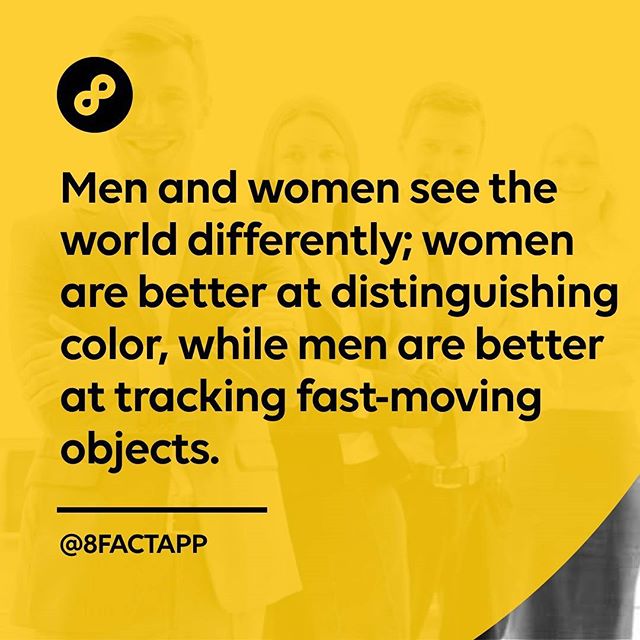 Men and women see the
world differently; women
are better at distinguishing
color, while men are better
at tracking fast-moving
objects.
@8FACTAPP